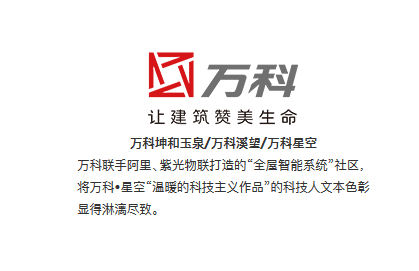 万科
让建筑赞美生命
万科坤和玉泉/万科溪望/万科星空
万科联手阿里、紫光物联打造的“全屋智能系统”社区，
将万科•星空“温暖的科技主义作品”的科技人文本色彰
显得淋漓尽致。